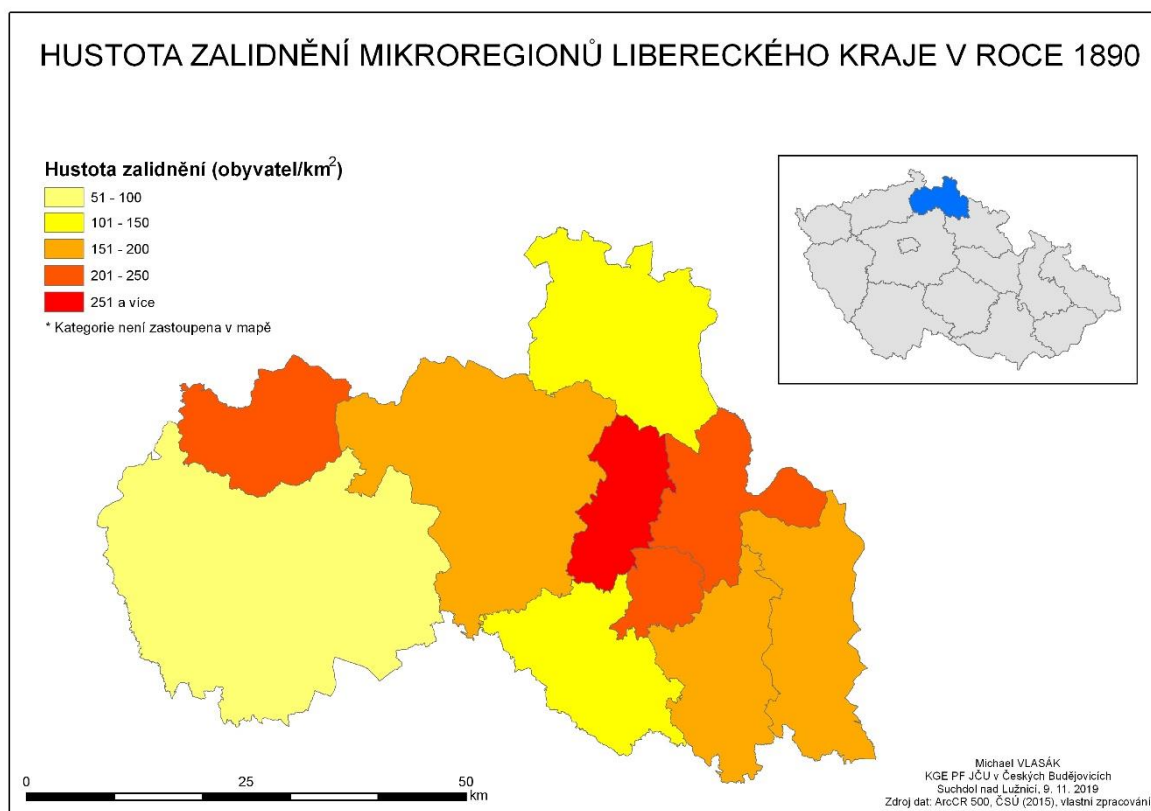 HUSTOTA ZALIDNĚNÍ MIKROREGIONŮ LIBERECKÉHO KRAJE V ROCE 1890
Hustota zalidnění (obyvatel/km²)
51 - 100
101 - 150
151 - 200
201 - 250
251 a více
* Kategorie není zastoupena v mapě
0 25 50
km
Michael VLASÁK
KGE PF JČU v Českých Budějovicích
Suchdol nad Lužnicí, 9. 11. 2019
Zdroj dat: ArcCR 500, ČSÚ (2015), vlastní zpracování